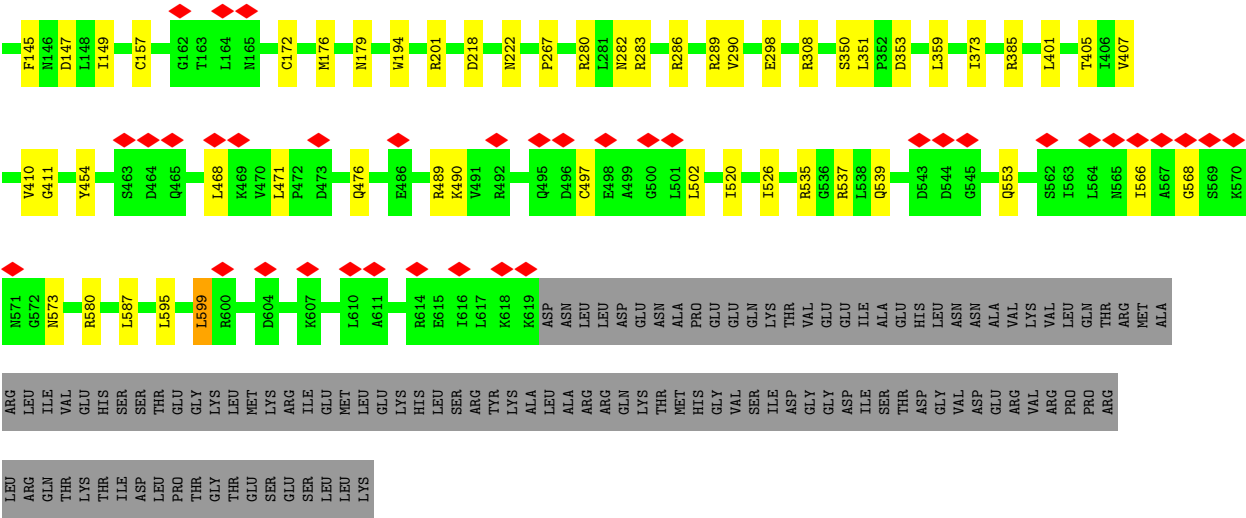 F145 N146 D147 L148 I149 C157 G162 T163 L164 N165 C172 M176 N179 W194 R201 D218 N222 P267 R280 L281 N282 R283 R286 R289 V290 E298 R308 S350 L351 P352 D353 L359 I373 R385 L401 T405 I406 V407
V410 G411 Y454 S463 D464 Q465 L468 K469 V470 L471 P472 D473 Q476 E486 R489 K490 V491 R492 Q495 D496 C497 E498 A499 G500 L501 L502 I520 I526 R535 G536 R537 L538 Q539 D543 D544 G545 Q553 S562 I563 L564 N565 I566 A567 G568 S569 K570
N571 G572 N573 R580 L587 L595 L599 R600 D604 K607 L610 A611 R614 E615 I616 L617 K618 K619 ASP ASN LEU LEU ASP GLU ASN ALA PRO GLU GLU GLN LYS THR VAL GLU GLU ILE ALA GLU HIS LEU ASN ASN ALA VAL LYS VAL LEU GLN THR ARG MET ALA
ARG LEU ILE VAL GLU HIS SER SER THR GLU GLY LYS LEU MET LYS ARG ILE GLU MET LEU GLU LYS HIS LEU SER ARG TYR LYS ALA LEU ALA ARG ARG GLN LYS THR MET HIS GLY VAL SER ILE ASP GLY GLY ASP ILE SER THR ASP GLY VAL ASP GLU ARG VAL ARG PRO PRO ARG
LEU ARG GLN THR LYS THR ILE ASP LEU PRO THR GLY THR GLU SER GLU SER LEU LEU LYS